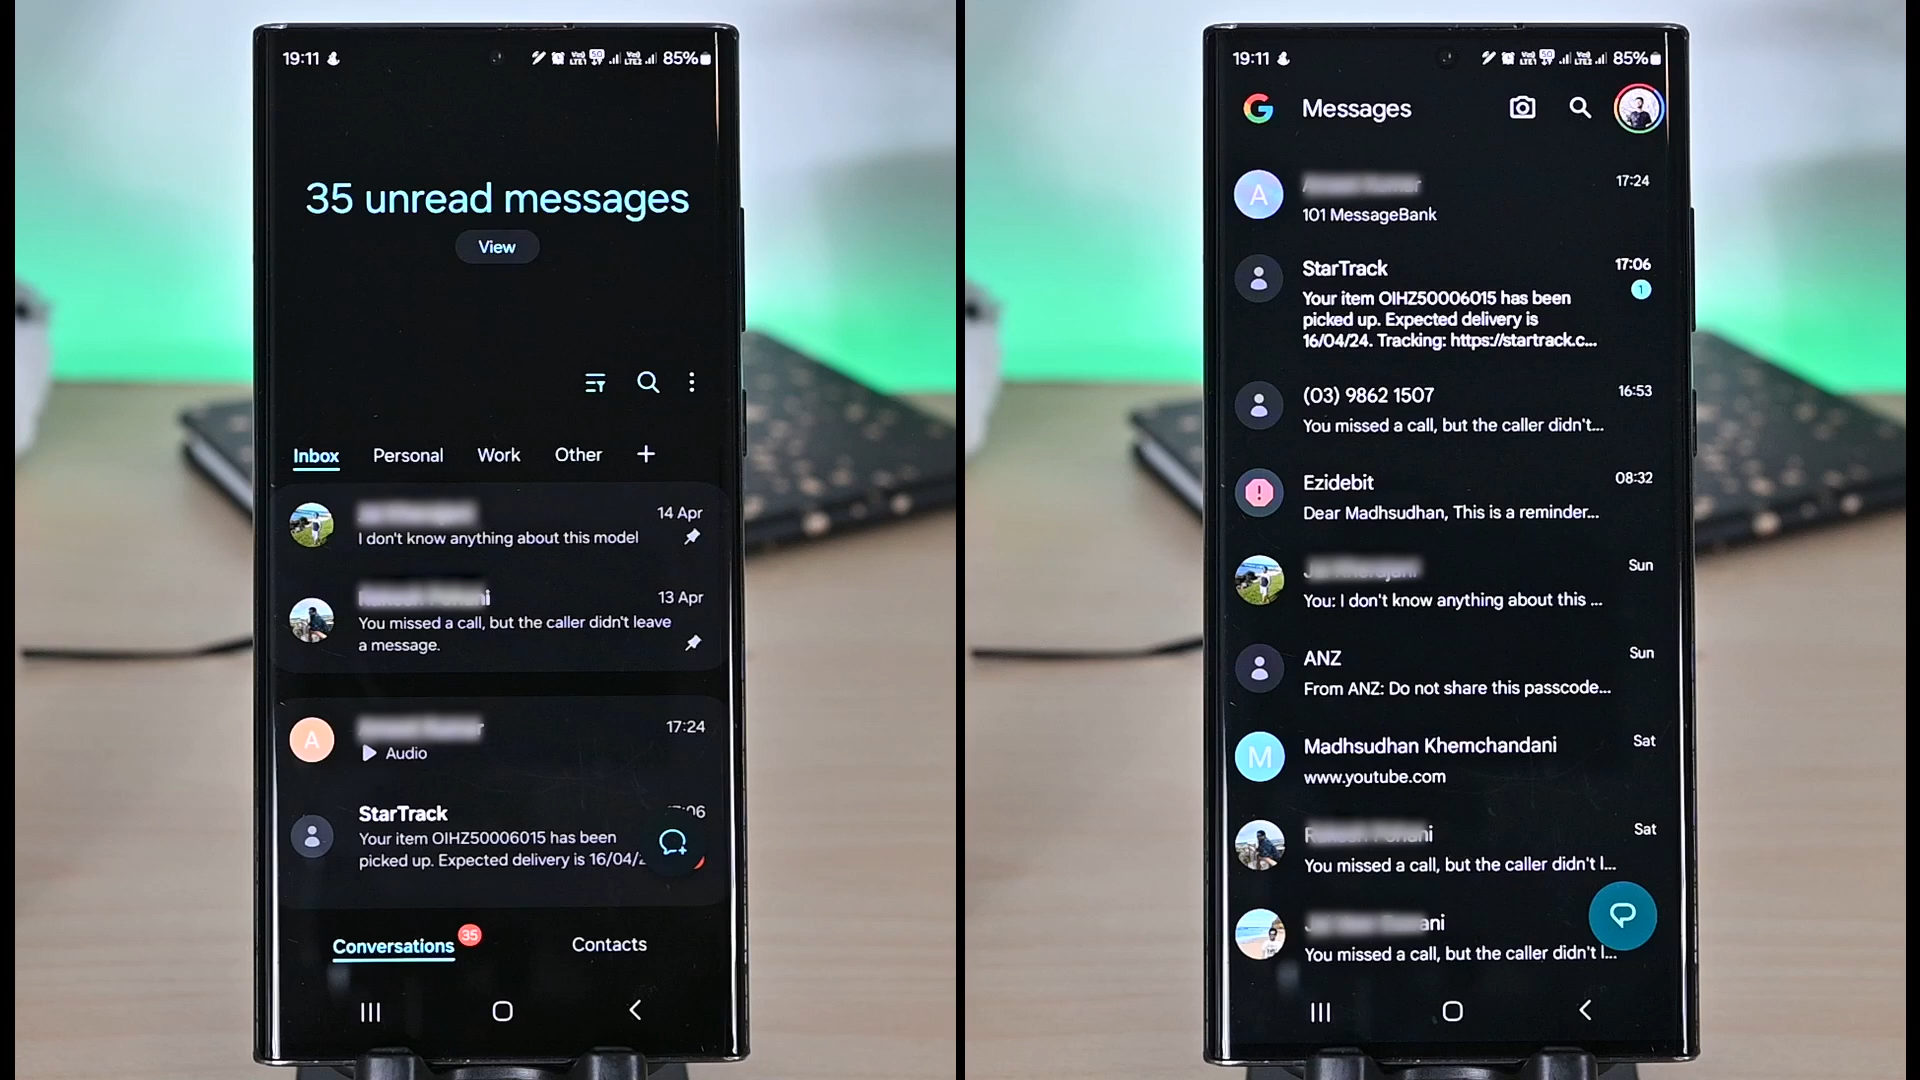 19:11
85%
35 unread messages
View
Inbox Personal Work Other +
14 Apr
I don't know anything about this model
13 Apr
You missed a call, but the caller didn't leave
a message.
A
17:24
Audio
StarTrack
Your item OIHZ50006015 has been
picked up. Expected delivery is 16/04/
Conversations 35 Contacts
19:11
85%
G Messages
A
17:24
101 MessageBank
StarTrack 17:06
1
Your item OIHZ50006015 has been
picked up. Expected delivery is
16/04/24. Tracking: https://startrack.c...
(03) 9862 1507 16:53
You missed a call, but the caller didn't...
Ezidebit 08:32
Dear Madhsudhan, This is a reminder...
Sun
You: I don't know anything about this ...
ANZ Sun
From ANZ: Do not share this passcode...
M
Madhsudhan Khemchandani Sat
www.youtube.com
Sat
You missed a call, but the caller didn't l...
You missed a call, but the caller didn't l...